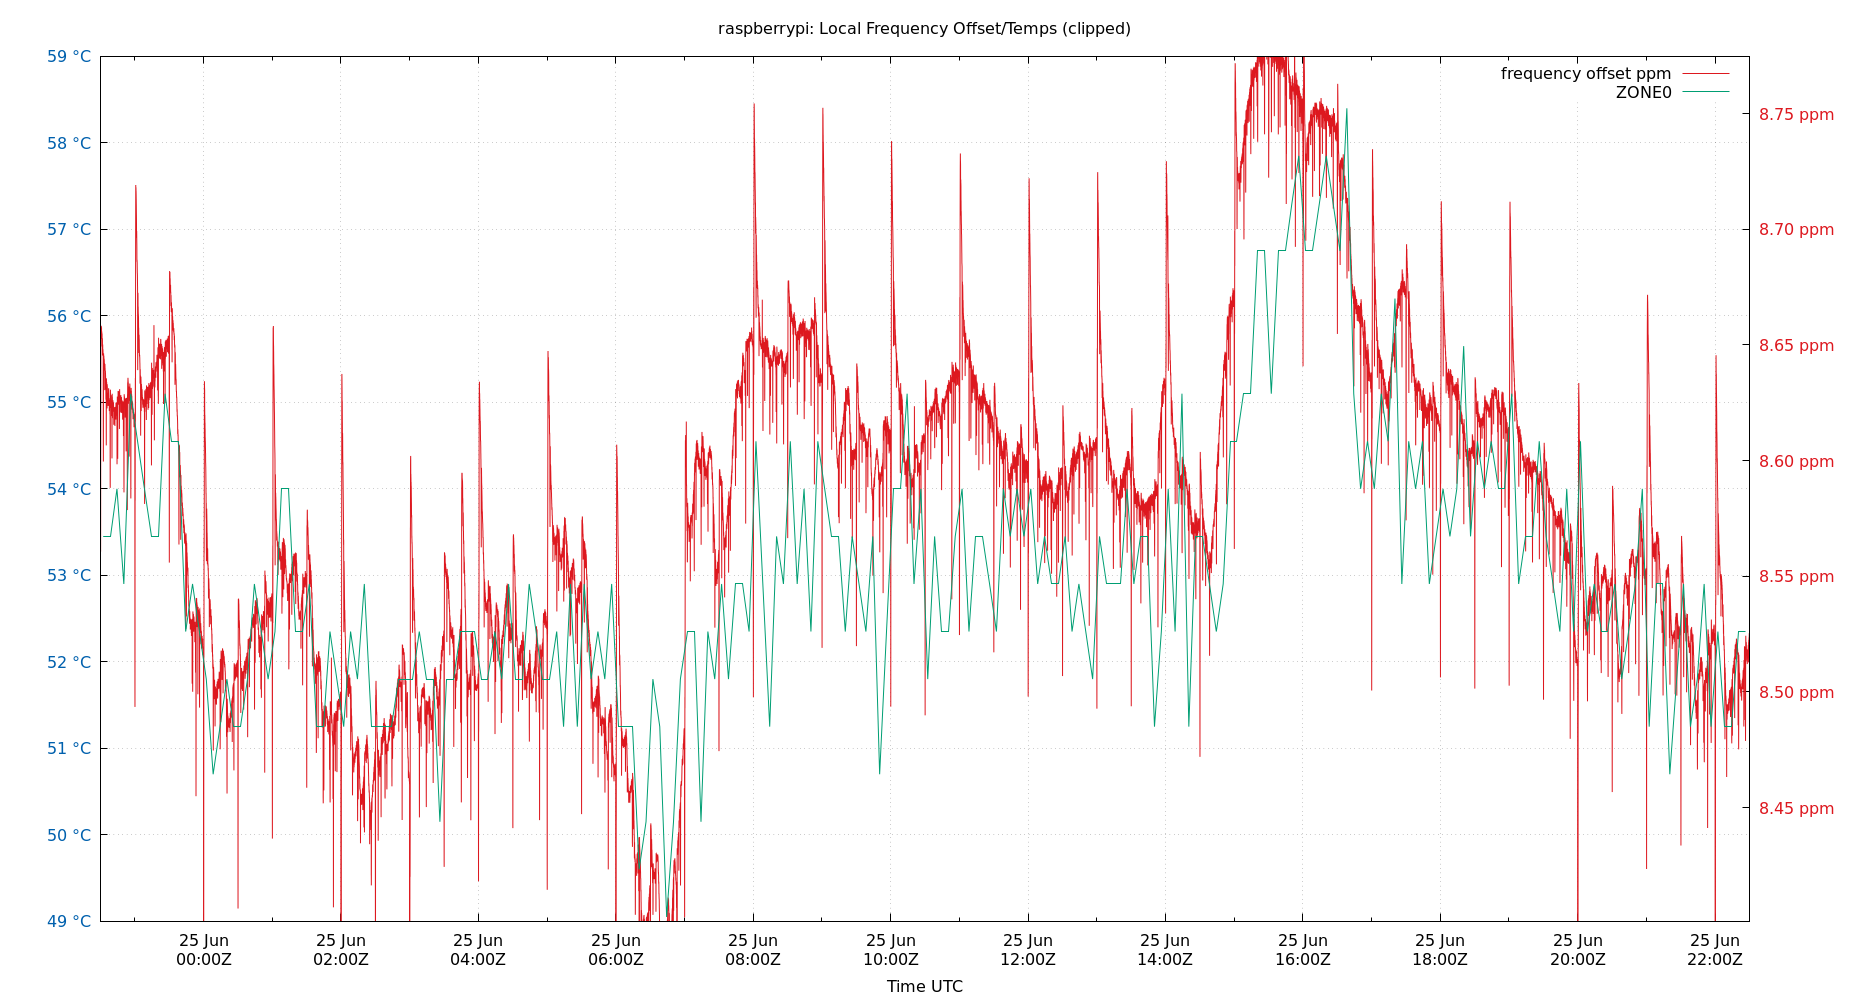 raspberrypi: Local Frequency Offset/Temps (clipped)
59 °C
58 °C
57 °C
56 °C
55 °C
54 °C
53 °C
52 °C
51 °C
50 °C
49 °C
frequency offset ppm
ZONE0
8.75 ppm
8.70 ppm
8.65 ppm
8.60 ppm
8.55 ppm
8.50 ppm
8.45 ppm
25 Jun 25 Jun 25 Jun 25 Jun 25 Jun 25 Jun 25 Jun 25 Jun 25 Jun 25 Jun 25 Jun 25 Jun
00:00Z 02:00Z 04:00Z 06:00Z 08:00Z 10:00Z 12:00Z 14:00Z 16:00Z 18:00Z 20:00Z 22:00Z
Time UTC